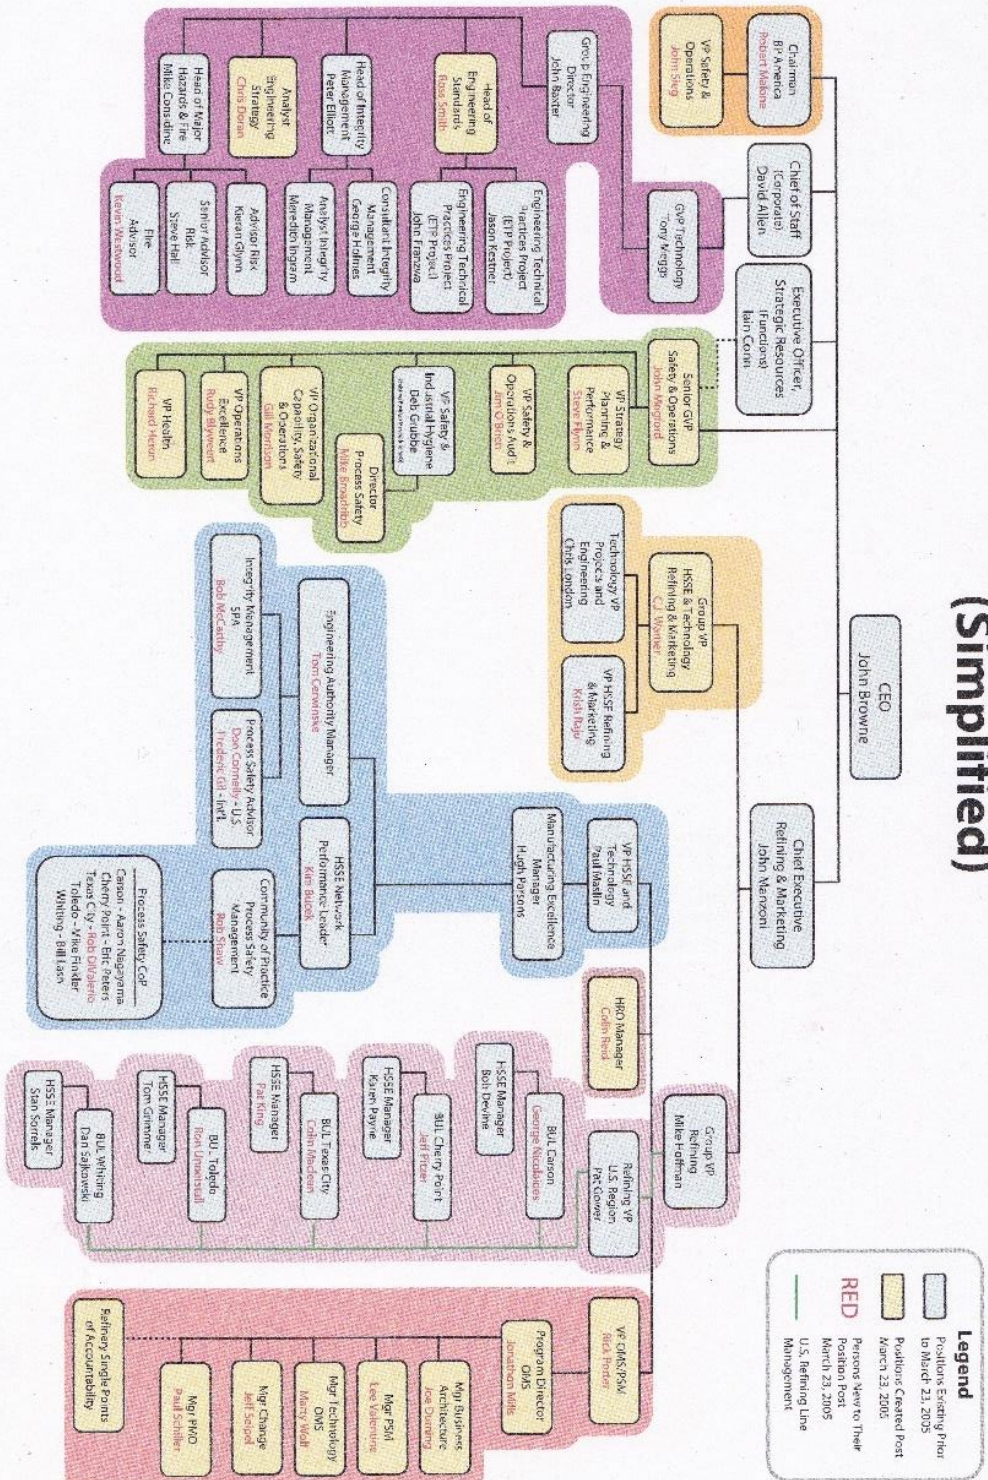 (Simplified)
CEO
John Browne
Legend
Positions Existing Prior
to March 23, 2005
Positions Created Post
March 23, 2005
RED
Persons New to Their
Position Post
March 23, 2005
U.S. Refining Line
Management
Chairman
BP America
Robert Malone
VP Safety &
Operations
John Sieg
Chief of Staff
(Corporate)
David Allen
Executive Officer,
Strategic Resources
(Functions)
Iain Conn
Chief Executive
Refining & Marketing
John Manzoni
GVP Technology
Tony Meggs
Group Engineering
Director
John Baxter
Head of
Engineering
Standards
Ross Smith
Engineering Technical
Practices Project
(ETP Project)
Jason Kestner
Engineering Technical
Practices Project
(ETP Project)
John Franzwa
Head of Integrity
Management
Peter Elliott
Consultant Integrity
Management
George Holmes
Analyst Integrity
Management
Meredith Ingram
Analyst
Engineering
Strategy
Chris Doran
Head of Major
Hazards & Fire
Mike Considine
Advisor Risk
Kieran Glynn
Senior Advisor
Risk
Steve Hall
Fire
Advisor
Kevin Westwood
Senior GVP
Safety & Operations
John Mogford
VP Strategy
Planning &
Performance
Steve Flynn
VP Safety &
Operations Audit
Jim O'Brien
VP Safety &
Industrial Hygiene
Deb Grubbe
Director
Process Safety
Mike Broadribb
VP Organizational
Capability, Safety
& Operations
Gill Morrison
VP Operations
Excellence
Rudy Blyweert
VP Health
Richard Heron
Group VP
HSSE & Technology
Refining & Marketing
C.J. Warner
Technology VP
Projects and
Engineering
Chris London
VP HSSE Refining
& Marketing
Krish Raju
Group VP
Refining
Mike Hoffman
VP HSSE and
Technology
Paul Maslin
Manufacturing Excellence
Manager
Hugh Parsons
Engineering Authority Manager
Tom Cerwinske
HSSE Network
Performance Leader
Kim Bucek
Integrity Management
SPA
Bob McCarthy
Process Safety Advisor
Don Connelly - U.S.
Frederic Gil - Int'l.
Community of Practice
Process Safety
Management
Rob Shaw
Process Safety CoP
Carson - Aaron Nagayama
Cherry Point - Eric Peters
Texas City - Rob DiValerio
Toledo - Mike Finkler
Whiting - Bill Lash
HRO Manager
Colin Reid
Refining VP
U.S. Region
Pat Gower
BUL Carson
George Nicolaides
HSSE Manager
Bob Devine
BUL Cherry Point
Jeff Pitzer
HSSE Manager
Karen Payne
BUL Texas City
Colin Maclean
HSSE Manager
Pat King
BUL Toledo
Ron Unnerstall
HSSE Manager
Tom Grimmer
BUL Whiting
Dan Sajkowski
HSSE Manager
Stan Sorrels
VP OMS/PSM
Rick Porter
Program Director
OMS
Jonathon Mills
Mgr Business
Architecture
Joe Durning
Mgr PSM
Lee Valentine
Mgr Technology
OMS
Marty Wolf
Mgr Change
Jeff Seipel
Mgr PMO
Paul Schiller
Refinery Single Points
of Accountability